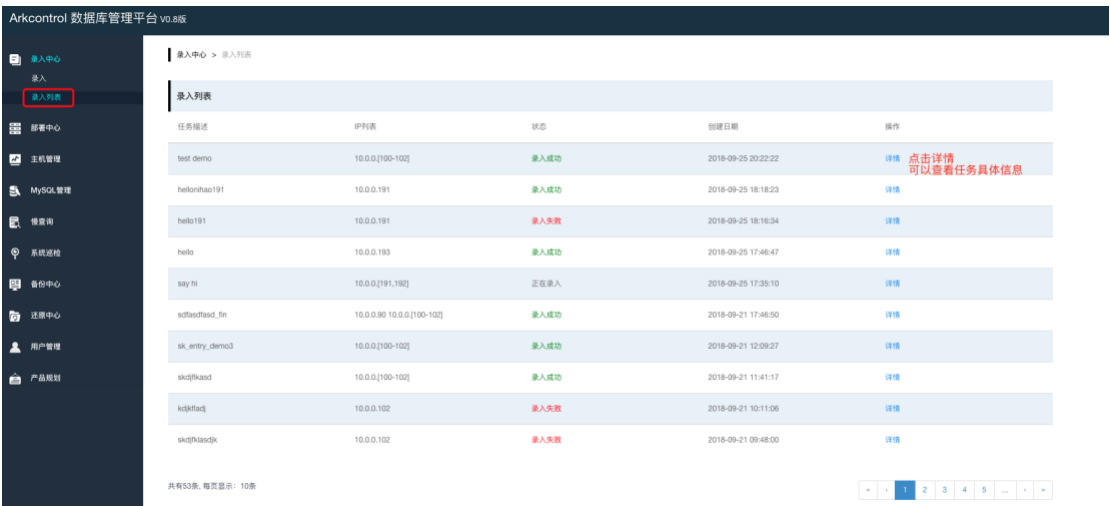 Arkcontrol 数据库管理平台 V0.8版
录入中心
录入
录入列表
部署中心
主机管理
MySQL管理
慢查询
系统巡检
备份中心
还原中心
用户管理
产品规划
录入中心 > 录入列表
录入列表
任务描述 IP列表 状态 创建日期 操作
test demo 10.0.0.[100-102] 录入成功 2018-09-25 20:22:22 详情
点击详情
可以查看任务具体信息
hellonihao191 10.0.0.191 录入成功 2018-09-25 18:18:23 详情
hello191 10.0.0.191 录入失败 2018-09-25 18:16:34 详情
hello 10.0.0.193 录入成功 2018-09-25 17:46:47 详情
say hi 10.0.0.[191,192] 正在录入 2018-09-25 17:35:10 详情
sdfasdfasd_fin 10.0.0.90 10.0.0.[100-102] 录入成功 2018-09-21 17:46:50 详情
sk_entry_demo3 10.0.0.[100-102] 录入成功 2018-09-21 12:09:27 详情
skdjflkasd 10.0.0.[100-102] 录入成功 2018-09-21 11:41:17 详情
kdjkfladj 10.0.0.102 录入失败 2018-09-21 10:11:06 详情
skdjfklasdjk 10.0.0.102 录入失败 2018-09-21 09:48:00 详情
共有53条, 每页显示: 10条
« ‹ 1 2 3 4 5 ... › »